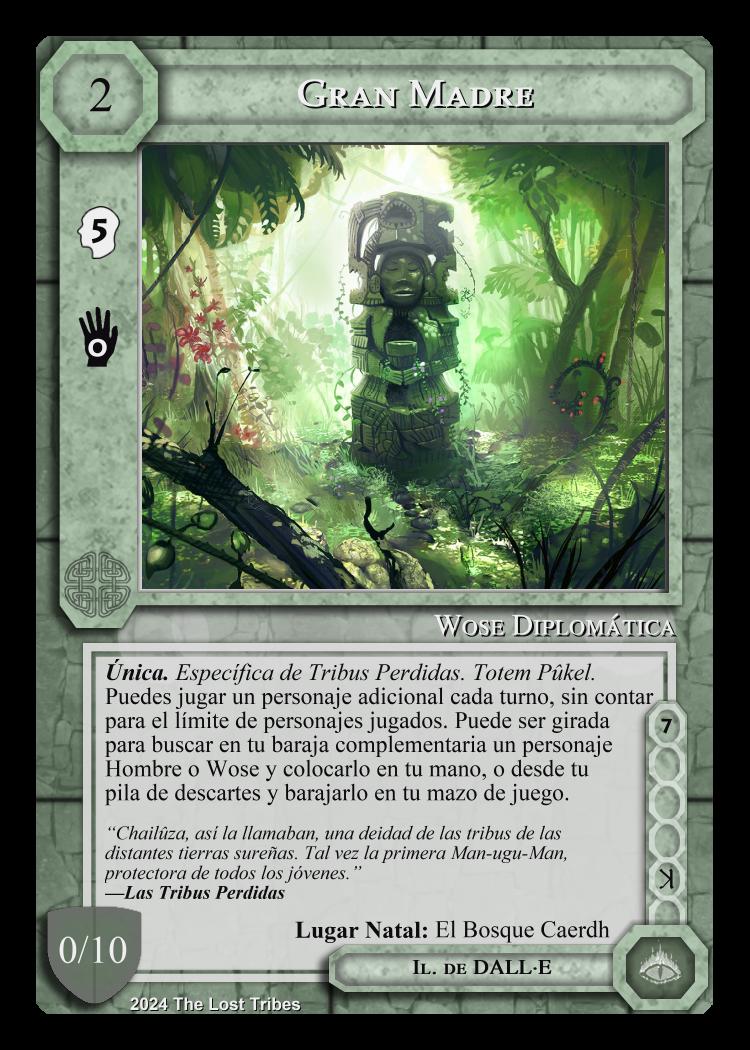 2
Gran Madre
5
0
Wose Diplomática
Única. Específica de Tribus Perdidas. Totem Pûkel.
Puedes jugar un personaje adicional cada turno, sin contar
para el límite de personajes jugados. Puede ser girada
para buscar en tu baraja complementaria un personaje
Hombre o Wose y colocarlo en tu mano, o desde tu
pila de descartes y barajarlo en tu mazo de juego.
7
“Chailûza, así la llamaban, una deidad de las tribus de las
distantes tierras sureñas. Tal vez la primera Man-ugu-Man,
protectora de todos los jóvenes.”
—Las Tribus Perdidas
Lugar Natal: El Bosque Caerdh
0/10
Il. de DALL·E
2024 The Lost Tribes